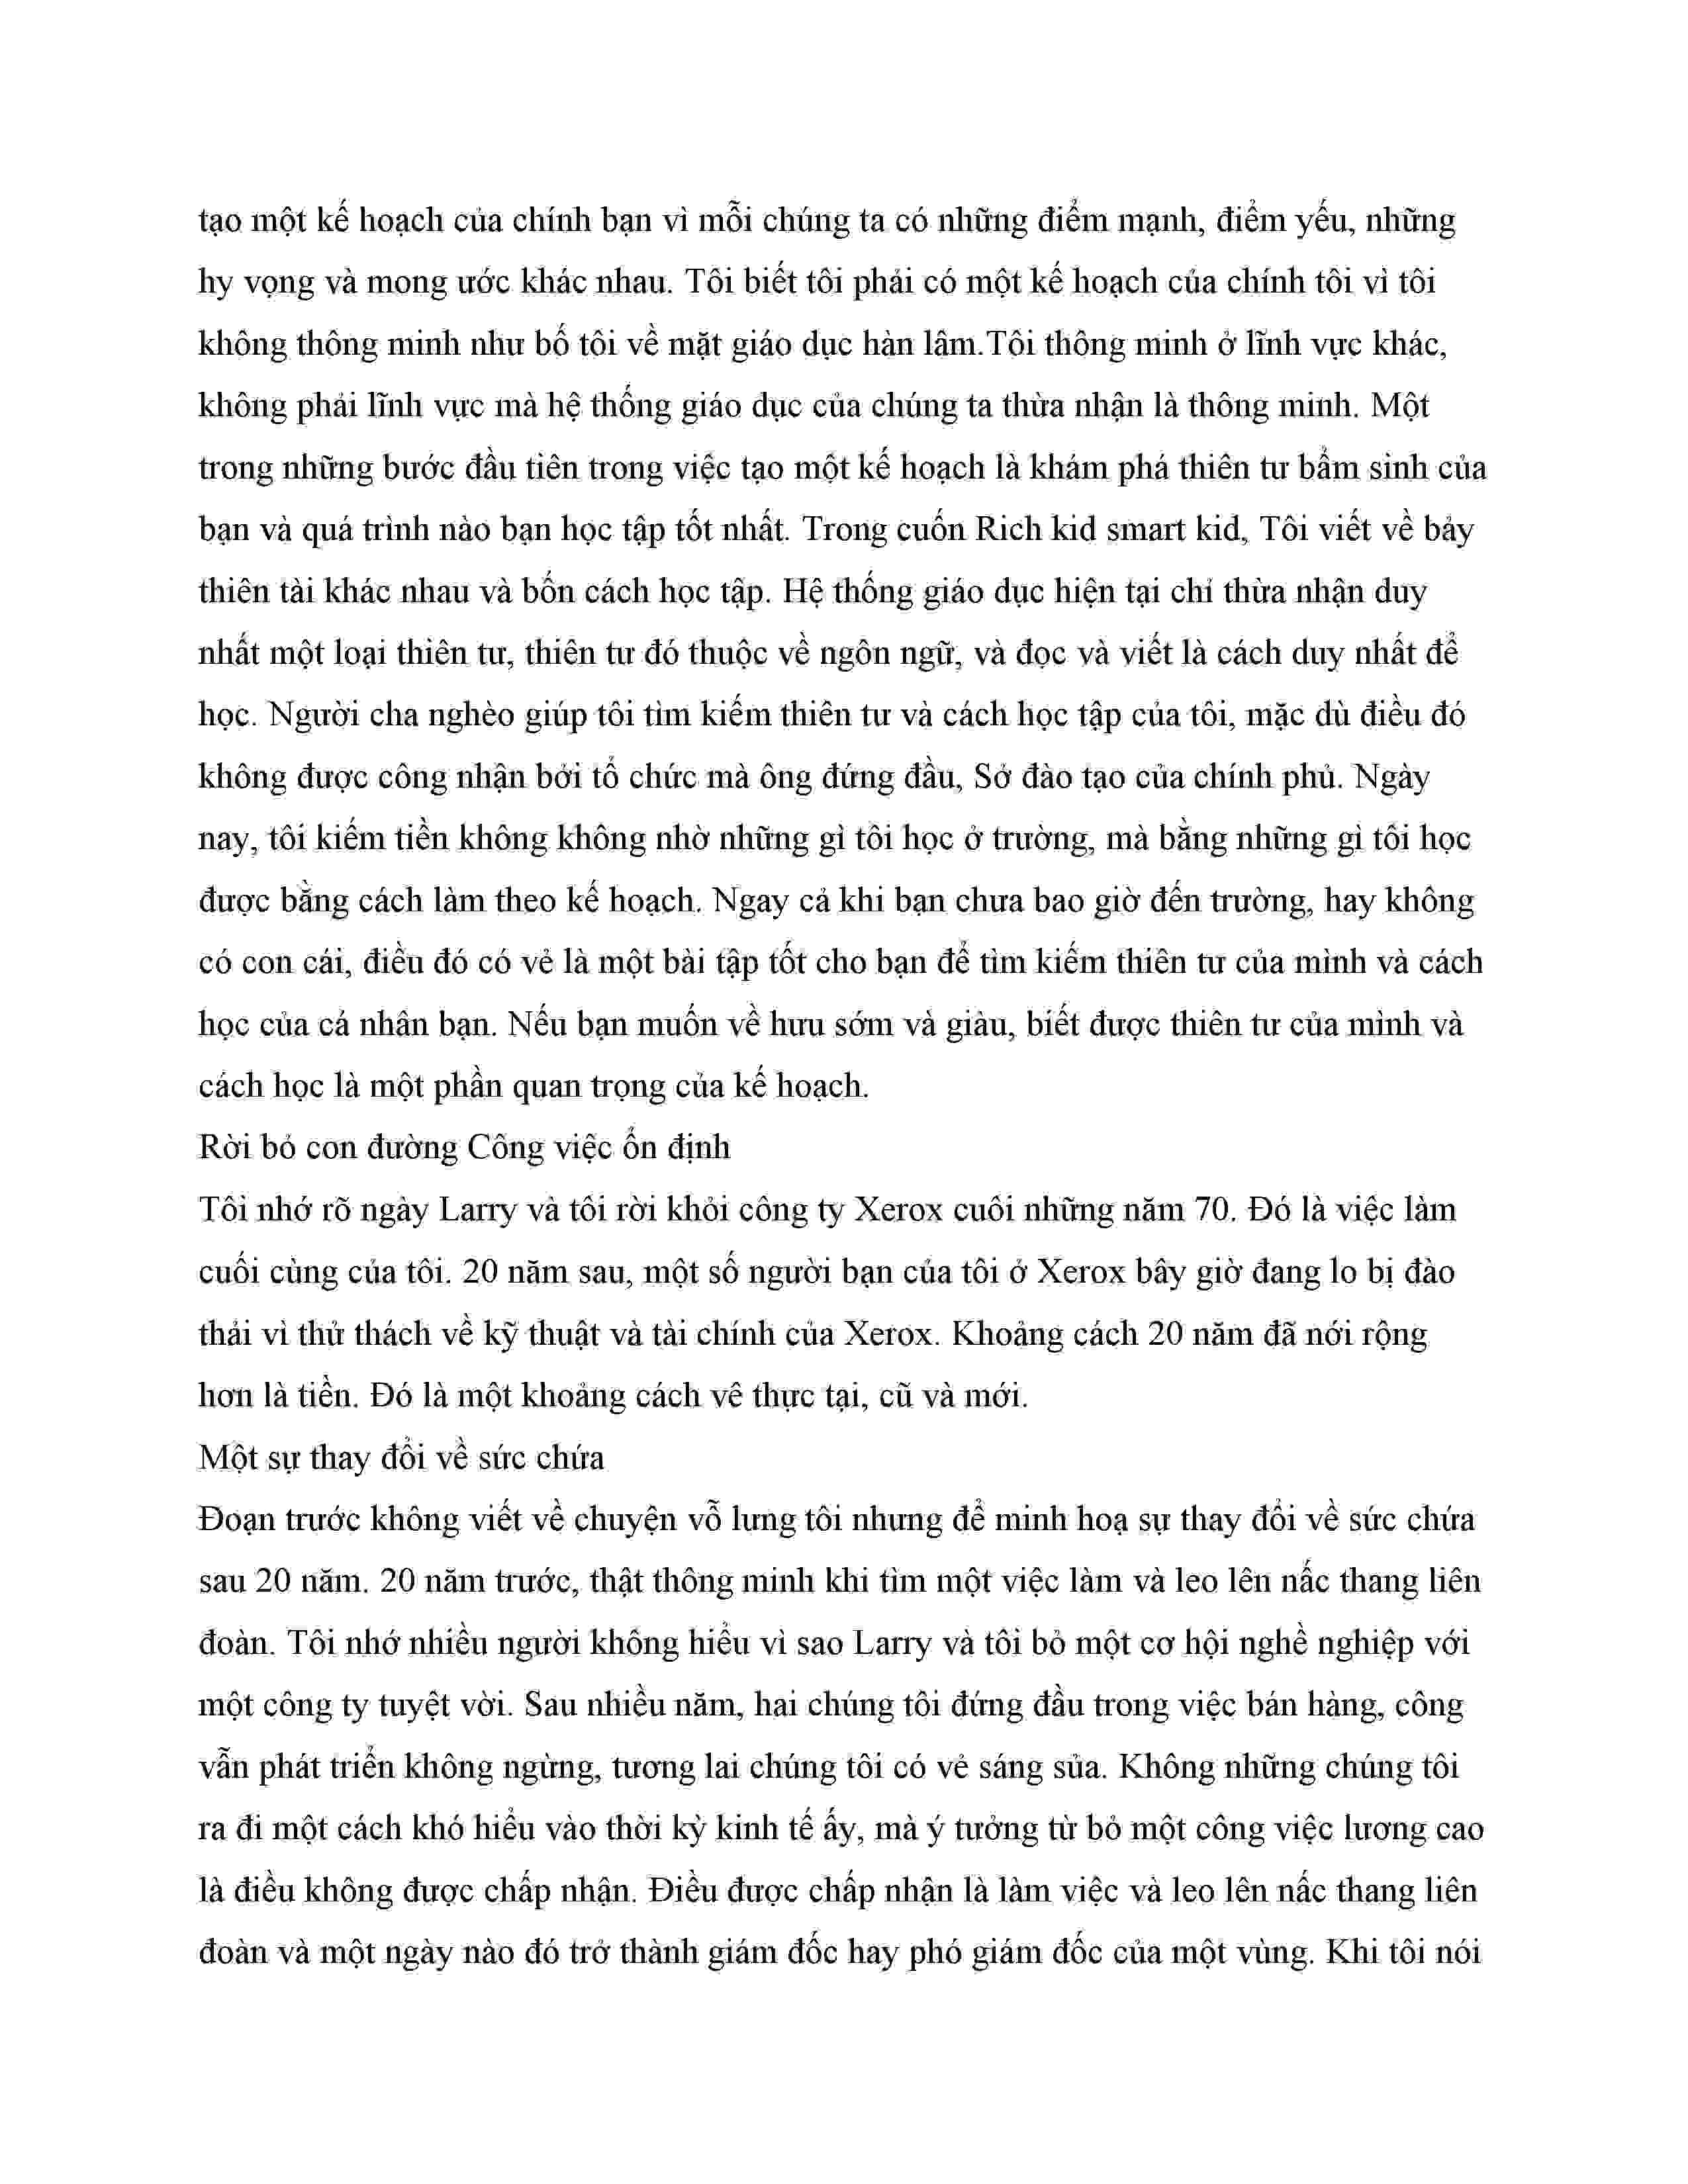 tạo một kế hoạch của chính bạn vì mỗi chúng ta có những điểm mạnh, điểm yếu, những
hy vọng và mong ước khác nhau. Tôi biết tôi phải có một kế hoạch của chính tôi vì tôi
không thông minh như bố tôi về mặt giáo dục hàn lâm.Tôi thông minh ở lĩnh vực khác,
không phải lĩnh vực mà hệ thống giáo dục của chúng ta thừa nhận là thông minh. Một
trong những bước đầu tiên trong việc tạo một kế hoạch là khám phá thiên tư bẩm sinh của
bạn và quá trình nào bạn học tập tốt nhất. Trong cuốn Rich kid smart kid, Tôi viết về bảy
thiên tài khác nhau và bốn cách học tập. Hệ thống giáo dục hiện tại chỉ thừa nhận duy
nhất một loại thiên tư, thiên tư đó thuộc về ngôn ngữ, và đọc và viết là cách duy nhất để
học. Người cha nghèo giúp tôi tìm kiếm thiên tư và cách học tập của tôi, mặc dù điều đó
không được công nhận bởi tổ chức mà ông đứng đầu, Sở đào tạo của chính phủ. Ngày
nay, tôi kiếm tiền không không nhờ những gì tôi học ở trường, mà bằng những gì tôi học
được bằng cách làm theo kế hoạch. Ngay cả khi bạn chưa bao giờ đến trường, hay không
có con cái, điều đó có vẻ là một bài tập tốt cho bạn để tìm kiếm thiên tư của mình và cách
học của cá nhân bạn. Nếu bạn muốn về hưu sớm và giàu, biết được thiên tư của mình và
cách học là một phần quan trọng của kế hoạch.
Rời bỏ con đường Công việc ổn định
Tôi nhớ rõ ngày Larry và tôi rời khỏi công ty Xerox cuôi những năm 70. Đó là việc làm
cuối cùng của tôi. 20 năm sau, một số người bạn của tôi ở Xerox bây giờ đang lo bị đào
thải vì thử thách về kỹ thuật và tài chính của Xerox. Khoảng cách 20 năm đã nới rộng
hơn là tiền. Đó là một khoảng cách vê thực tại, cũ và mới.
Một sự thay đổi về sức chứa
Đoạn trước không viết về chuyện vỗ lưng tôi nhưng để minh hoạ sự thay đổi về sức chứa
sau 20 năm. 20 năm trước, thật thông minh khi tìm một việc làm và leo lên nấc thang liên
đoàn. Tôi nhớ nhiều người không hiểu vì sao Larry và tôi bỏ một cơ hội nghề nghiệp với
một công ty tuyệt vời. Sau nhiều năm, hai chúng tôi đứng đầu trong việc bán hàng, công
vẫn phát triển không ngừng, tương lai chúng tôi có vẻ sáng sủa. Không những chúng tôi
ra đi một cách khó hiểu vào thời kỳ kinh tế ấy, mà ý tưởng từ bỏ một công việc lương cao
là điều không được chấp nhận. Điều được chấp nhận là làm việc và leo lên nấc thang liên
đoàn và một ngày nào đó trở thành giám đốc hay phó giám đốc của một vùng. Khi tôi nói